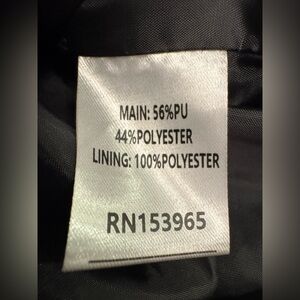 MAIN: 56%PU
44%POLYESTER
LINING: 100%POLYESTER
RN153965